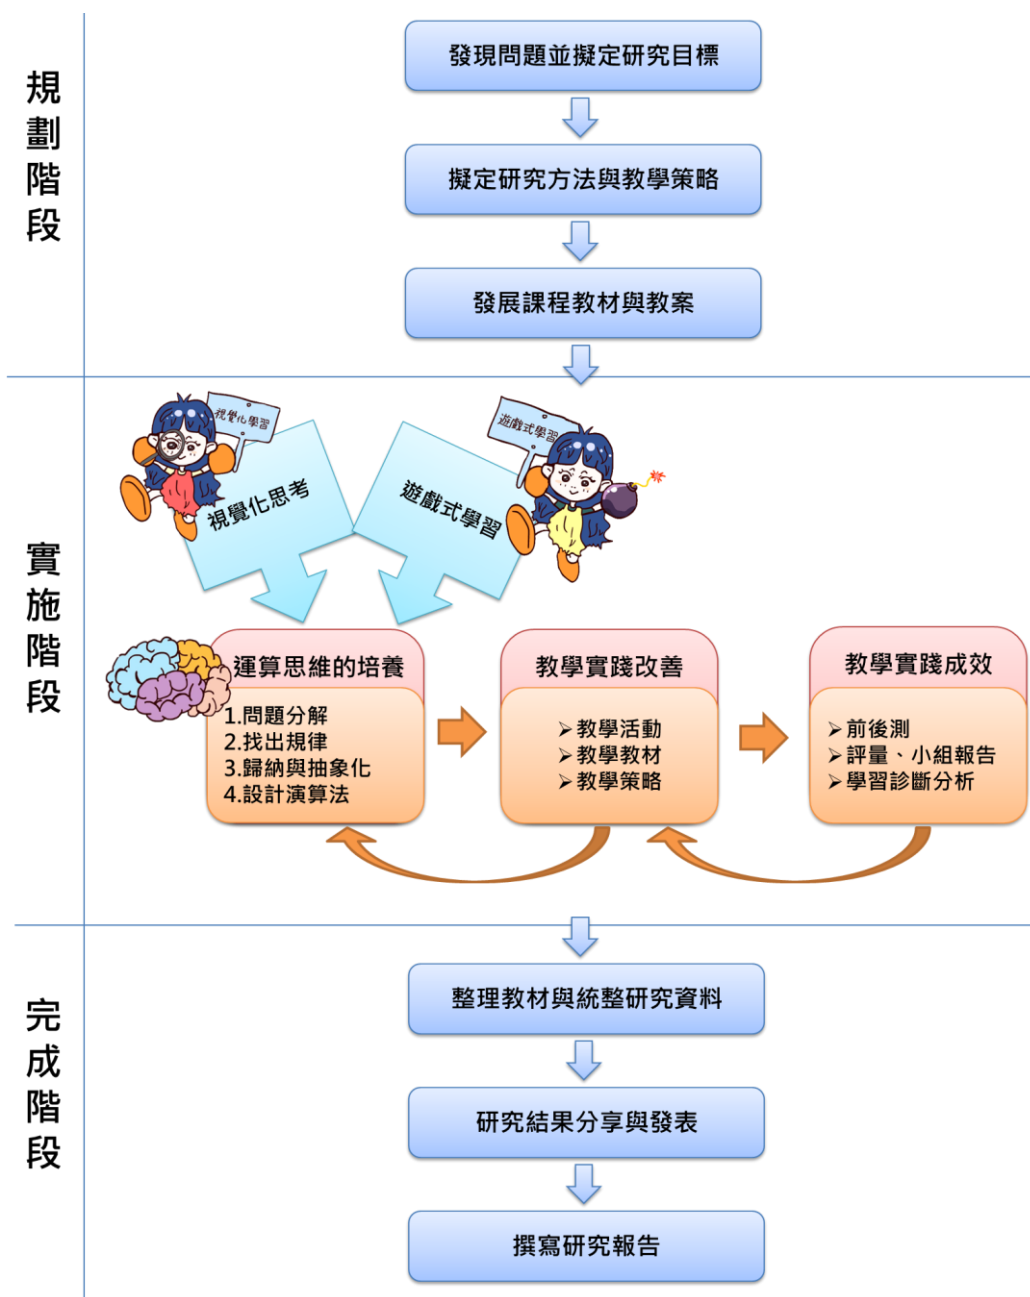 規劃階段
發現問題並擬定研究目標
擬定研究方法與教學策略
發展課程教材與教案
實施階段
視覺化學習
視覺化思考
遊戲式學習
遊戲式學習
運算思維的培養
1.問題分解
2.找出規律
3.歸納與抽象化
4.設計演算法
教學實踐改善
➢教學活動
➢教學教材
➢教學策略
教學實踐成效
➢前後測
➢評量、小組報告
➢學習診斷分析
完成階段
整理教材與統整研究資料
研究結果分享與發表
撰寫研究報告